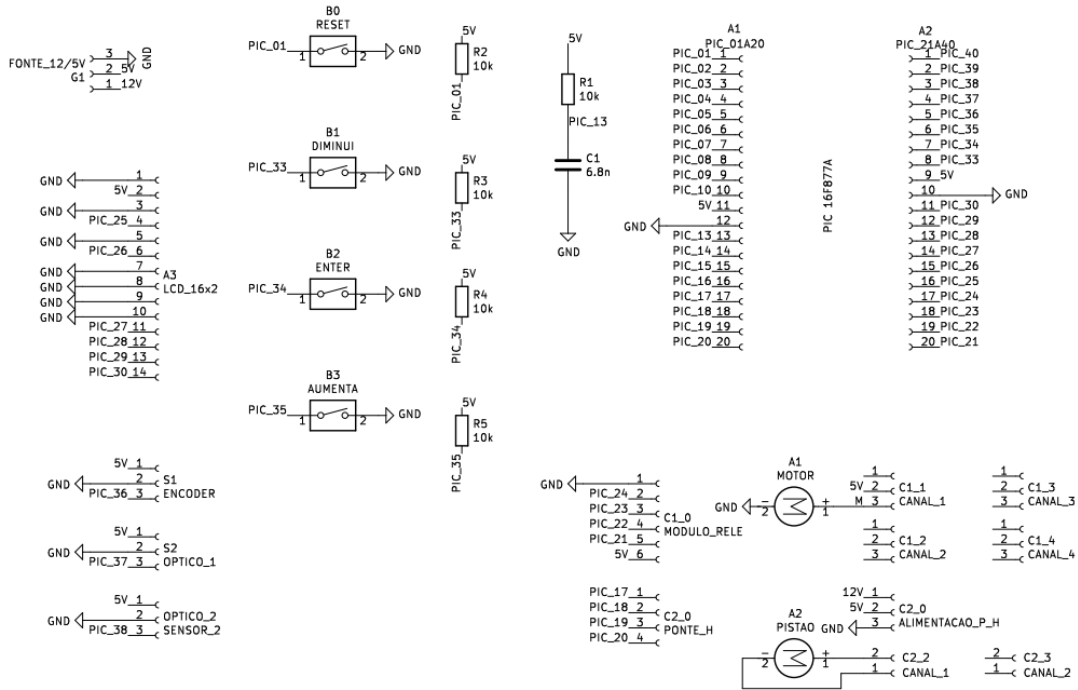 FONTE_12/5V
G1
3 GND
2 5V
1 12V
B0
RESET
PIC_01 1 2 GND
5V
R2
10k
PIC_01
5V
R1
10k
PIC_13
C1
6.8n
GND
A1
PIC_01A20
PIC_01 1
PIC_02 2
PIC_03 3
PIC_04 4
PIC_05 5
PIC_06 6
PIC_07 7
PIC_08 8
PIC_09 9
PIC_10 10
5V 11
GND 12
PIC_13 13
PIC_14 14
PIC_15 15
PIC_16 16
PIC_17 17
PIC_18 18
PIC_19 19
PIC_20 20
PIC 16F877A
A2
PIC_21A40
1 PIC_40
2 PIC_39
3 PIC_38
4 PIC_37
5 PIC_36
6 PIC_35
7 PIC_34
8 PIC_33
9 5V
10 GND
11 PIC_30
12 PIC_29
13 PIC_28
14 PIC_27
15 PIC_26
16 PIC_25
17 PIC_24
18 PIC_23
19 PIC_22
20 PIC_21
B1
DIMINUI
PIC_33 1 2 GND
5V
R3
10k
PIC_33
GND 1
5V 2
GND 3
PIC_25 4
GND 5
PIC_26 6
GND 7
GND 8
GND 9
GND 10
PIC_27 11
PIC_28 12
PIC_29 13
PIC_30 14
A3
LCD_16x2
B2
ENTER
PIC_34 1 2 GND
5V
R4
10k
PIC_34
B3
AUMENTA
PIC_35 1 2 GND
5V
R5
10k
PIC_35
5V 1
GND 2
PIC_36 3
S1
ENCODER
5V 1
GND 2
PIC_37 3
S2
OPTICO_1
5V 1
GND 2
PIC_38 3
OPTICO_2
SENSOR_2
GND 1
PIC_24 2
PIC_23 3
PIC_22 4
PIC_21 5
5V 6
C1_0
MODULO_RELE
A1
MOTOR
GND - 2 + 1
1
5V 2
M 3
C1_1
CANAL_1
1
2
3
C1_3
CANAL_3
1
2
3
C1_2
CANAL_2
1
2
3
C1_4
CANAL_4
PIC_17 1
PIC_18 2
PIC_19 3
PIC_20 4
C2_0
PONTE_H
12V 1
5V 2
GND 3
C2_0
ALIMENTACAO_P_H
A2
PISTAO
- 2 + 1
2 C2_2
1 CANAL_1
2 C2_3
1 CANAL_2